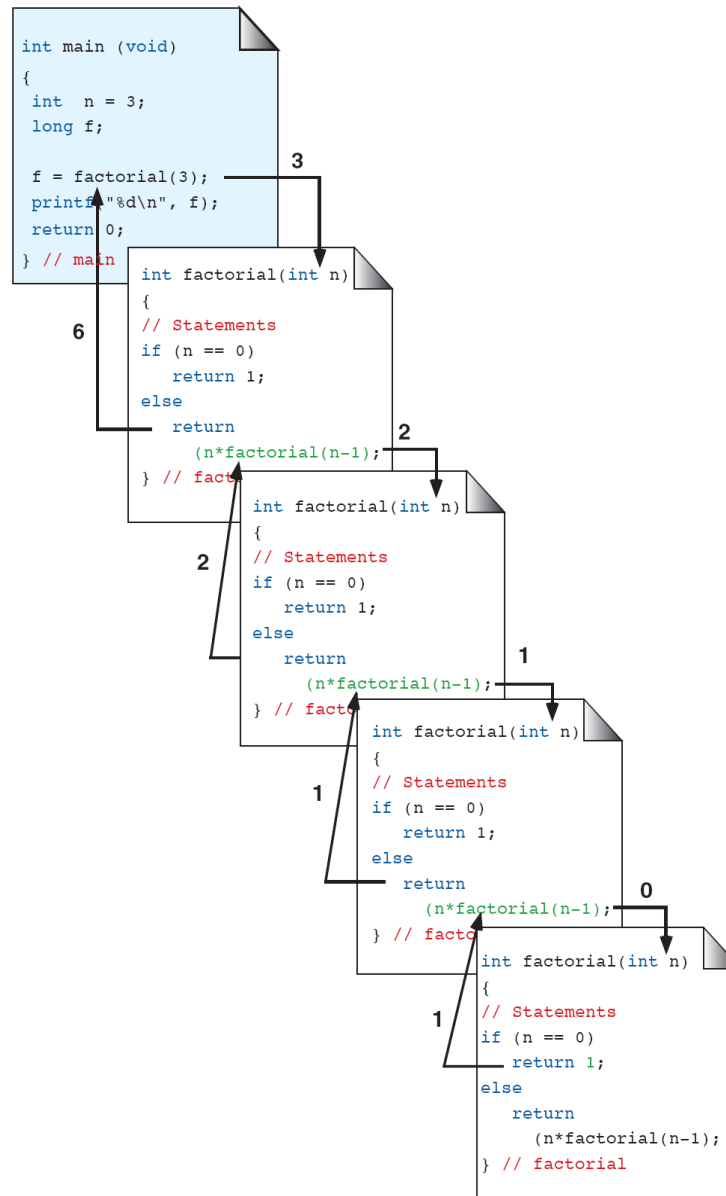 int main (void)
{
int n = 3;
long f;
f = factorial(3);
printf("%d\n", f);
return 0;
} // main
3
6
int factorial(int n)
{
// Statements
if (n == 0)
return 1;
else
return
(n*factorial(n-1);
} // facto
2
2
int factorial(int n)
{
// Statements
if (n == 0)
return 1;
else
return
(n*factorial(n-1);
} // facto
1
1
int factorial(int n)
{
// Statements
if (n == 0)
return 1;
else
return
(n*factorial(n-1);
} // facto
0
1
int factorial(int n)
{
// Statements
if (n == 0)
return 1;
else
return
(n*factorial(n-1);
} // factorial